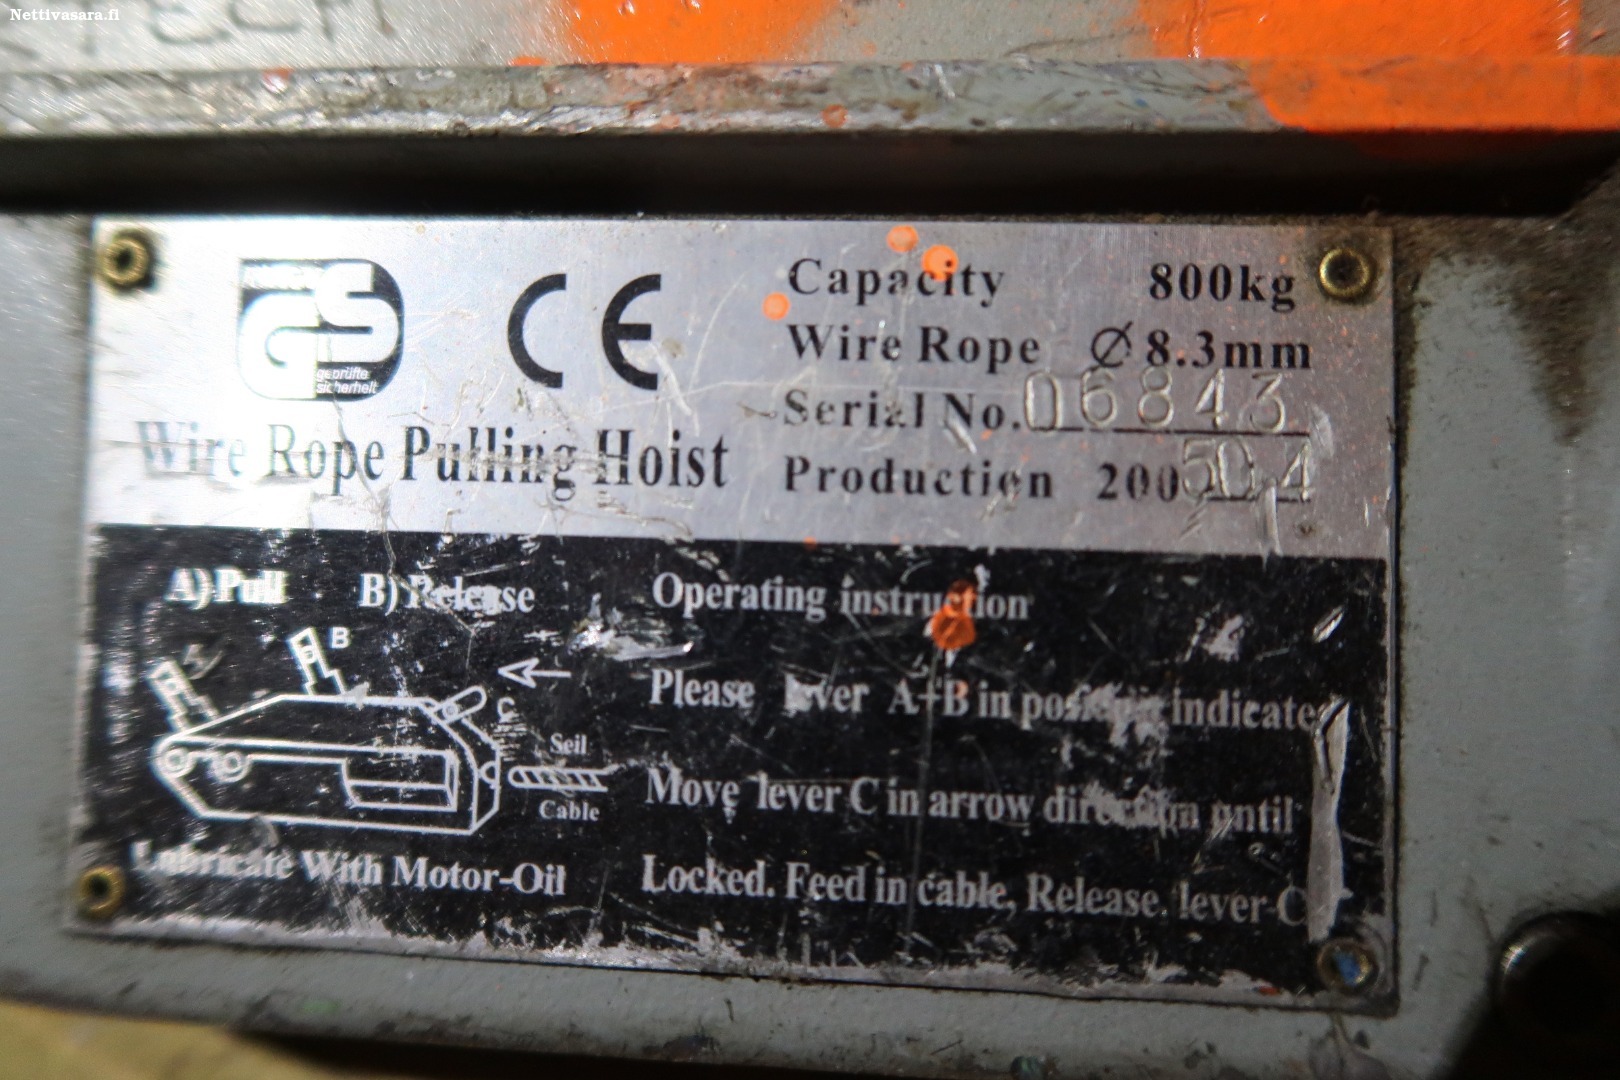 Nettivasara.fi
TECH
GS
geprüfte
sicherheit
CE
Wire Rope Pulling Hoist
Capacity 800kg
Wire Rope Ø 8.3mm
Serial No. 06843
Production 200504
A) Pull B) Release
B
C
Seil
Cable
Lubricate With Motor-Oil
Operating instruction
Please lever A+B in position indicate
Move lever C in arrow direction until
Locked. Feed in cable, Release. lever C